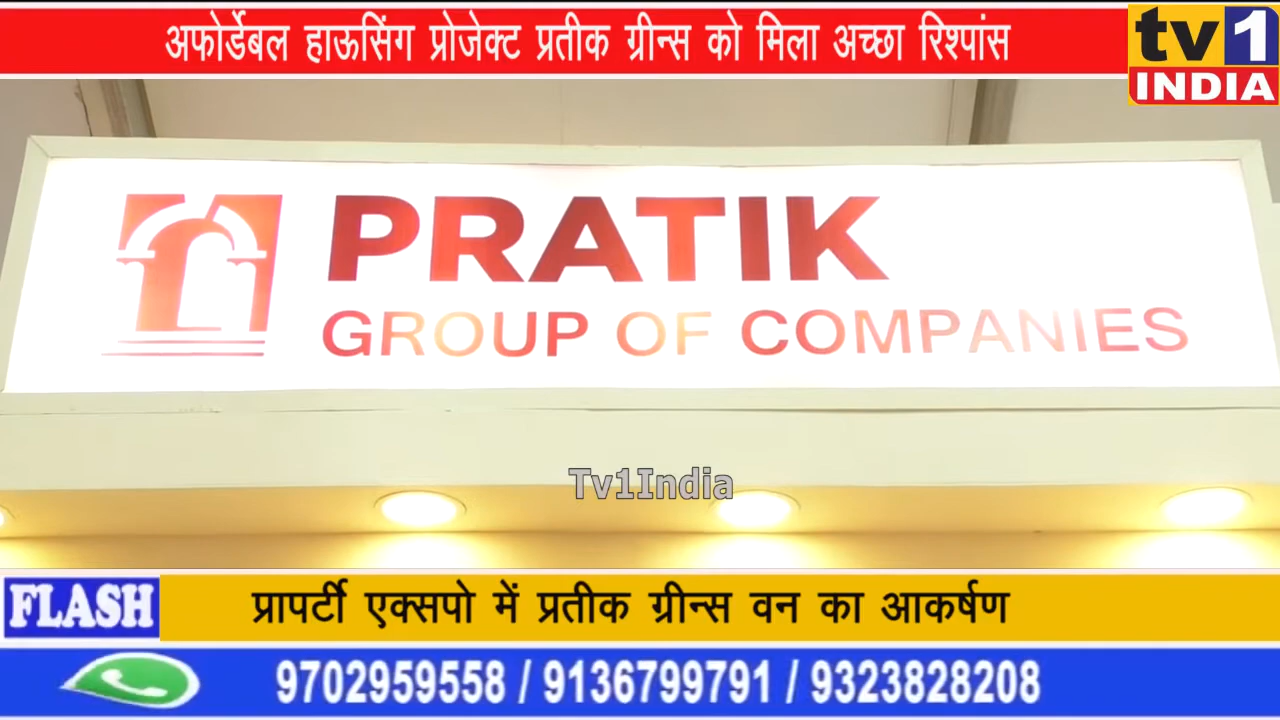 अफोर्डेबल हाऊसिंग प्रोजेक्ट प्रतीक ग्रीन्स को मिला अच्छा रिश्पांस
tv1
INDIA
PRATIK
GROUP OF COMPANIES
Tv1India
FLASH
प्रापर्टी एक्सपो में प्रतीक ग्रीन्स वन का आकर्षण
9702959558 / 9136799791 / 9323828208